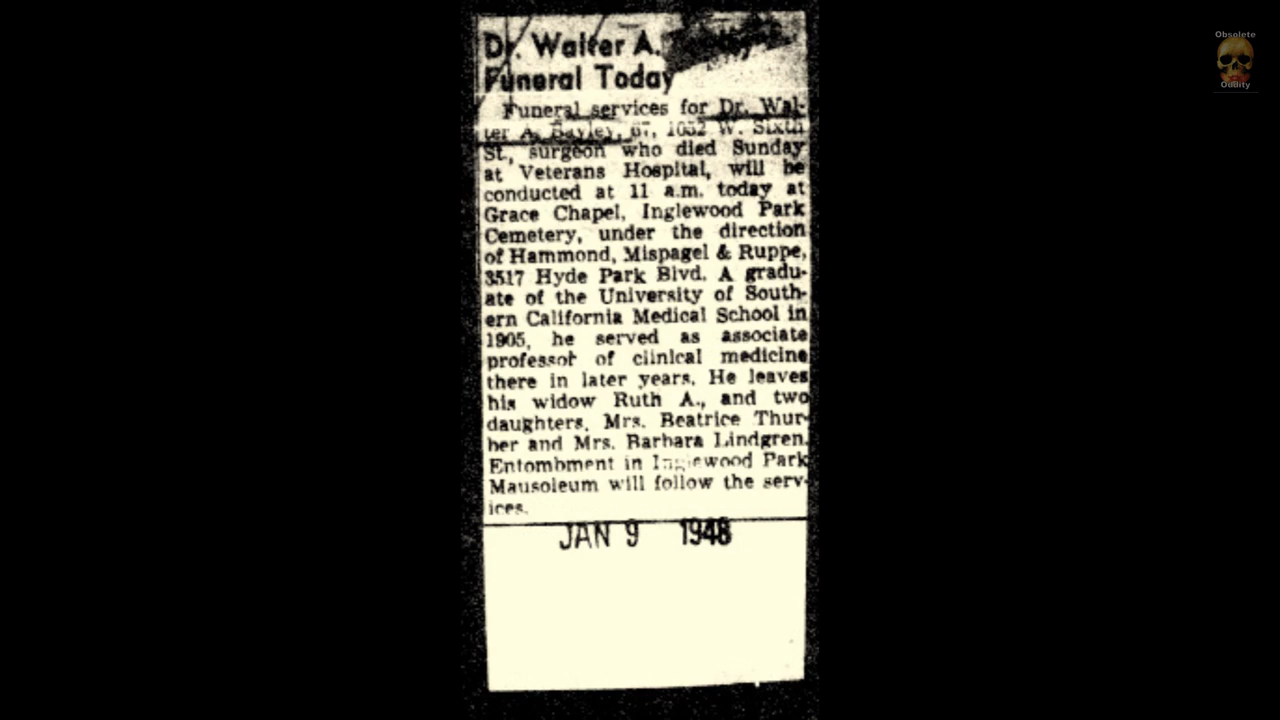 Dr. Walter A.
Funeral Today
Funeral services for Dr. Wal-
ter A. Bayley, 67, 1052 W. Sixth
St., surgeon who died Sunday
at Veterans Hospital, will be
conducted at 11 a.m. today at
Grace Chapel, Inglewood Park
Cemetery, under the direction
of Hammond, Mispagel & Ruppe,
3517 Hyde Park Blvd. A gradu-
ate of the University of South-
ern California Medical School in
1905, he served as associate
professor of clinical medicine
there in later years. He leaves
his widow Ruth A., and two
daughters, Mrs. Beatrice Thur-
ber and Mrs. Barbara Lindgren.
Entombment in Inglewood Park
Mausoleum will follow the serv-
ices.
JAN 9 1948
Obsolete
Oddity